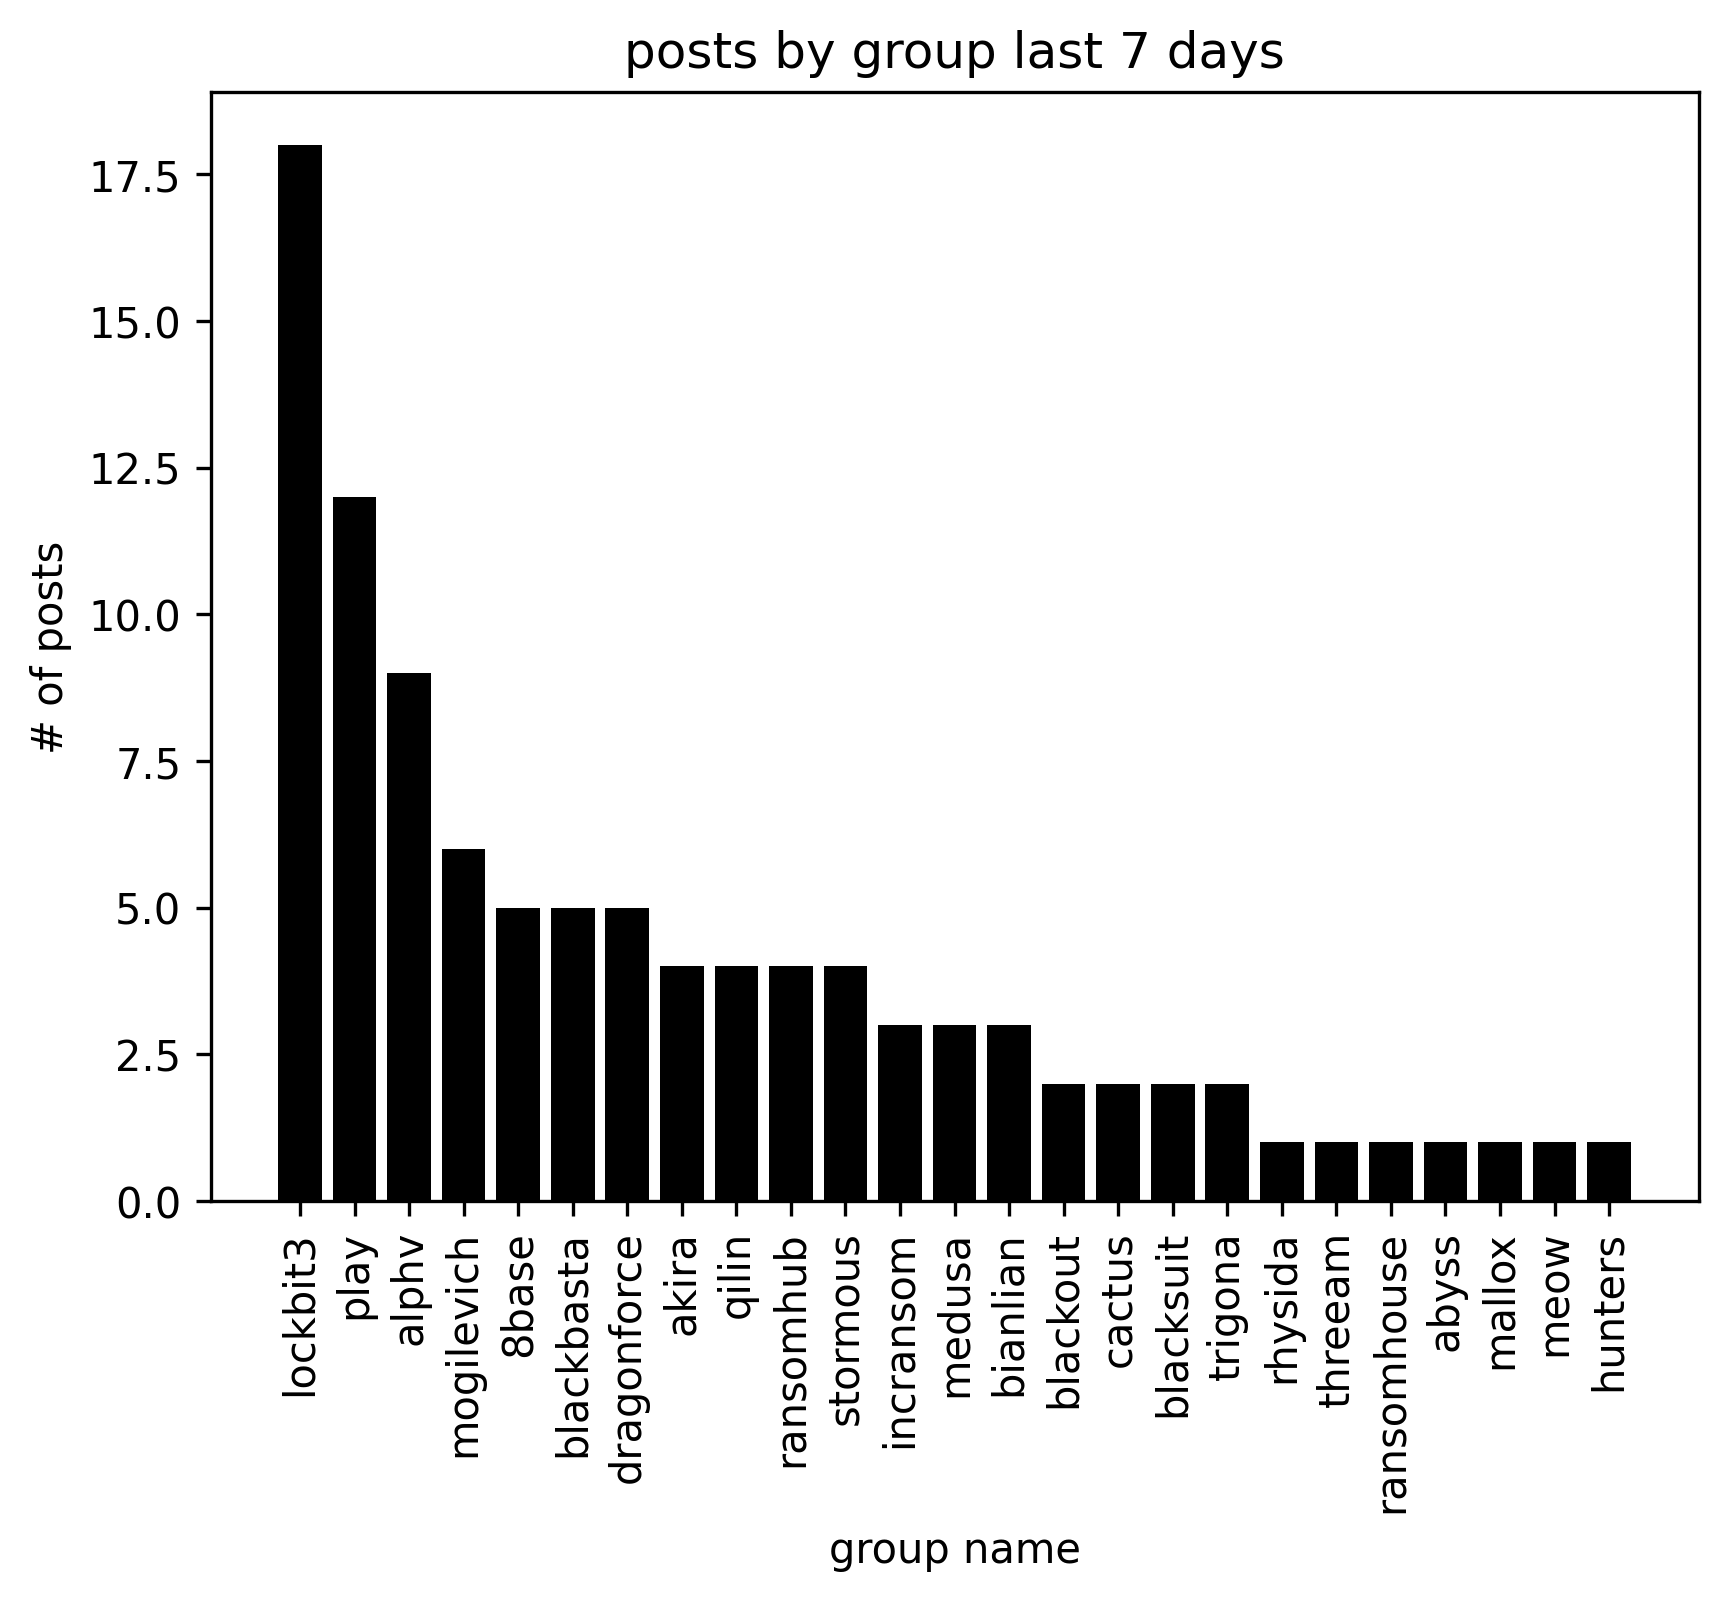 posts by group last 7 days
# of posts
17.5
15.0
12.5
10.0
7.5
5.0
2.5
0.0
lockbit3
play
alphv
mogilevich
8base
blackbasta
dragonforce
akira
qilin
ransomhub
stormous
incransom
medusa
bianlian
blackout
cactus
blacksuit
trigona
rhysida
threeam
ransomhouse
abyss
mallox
meow
hunters
group name